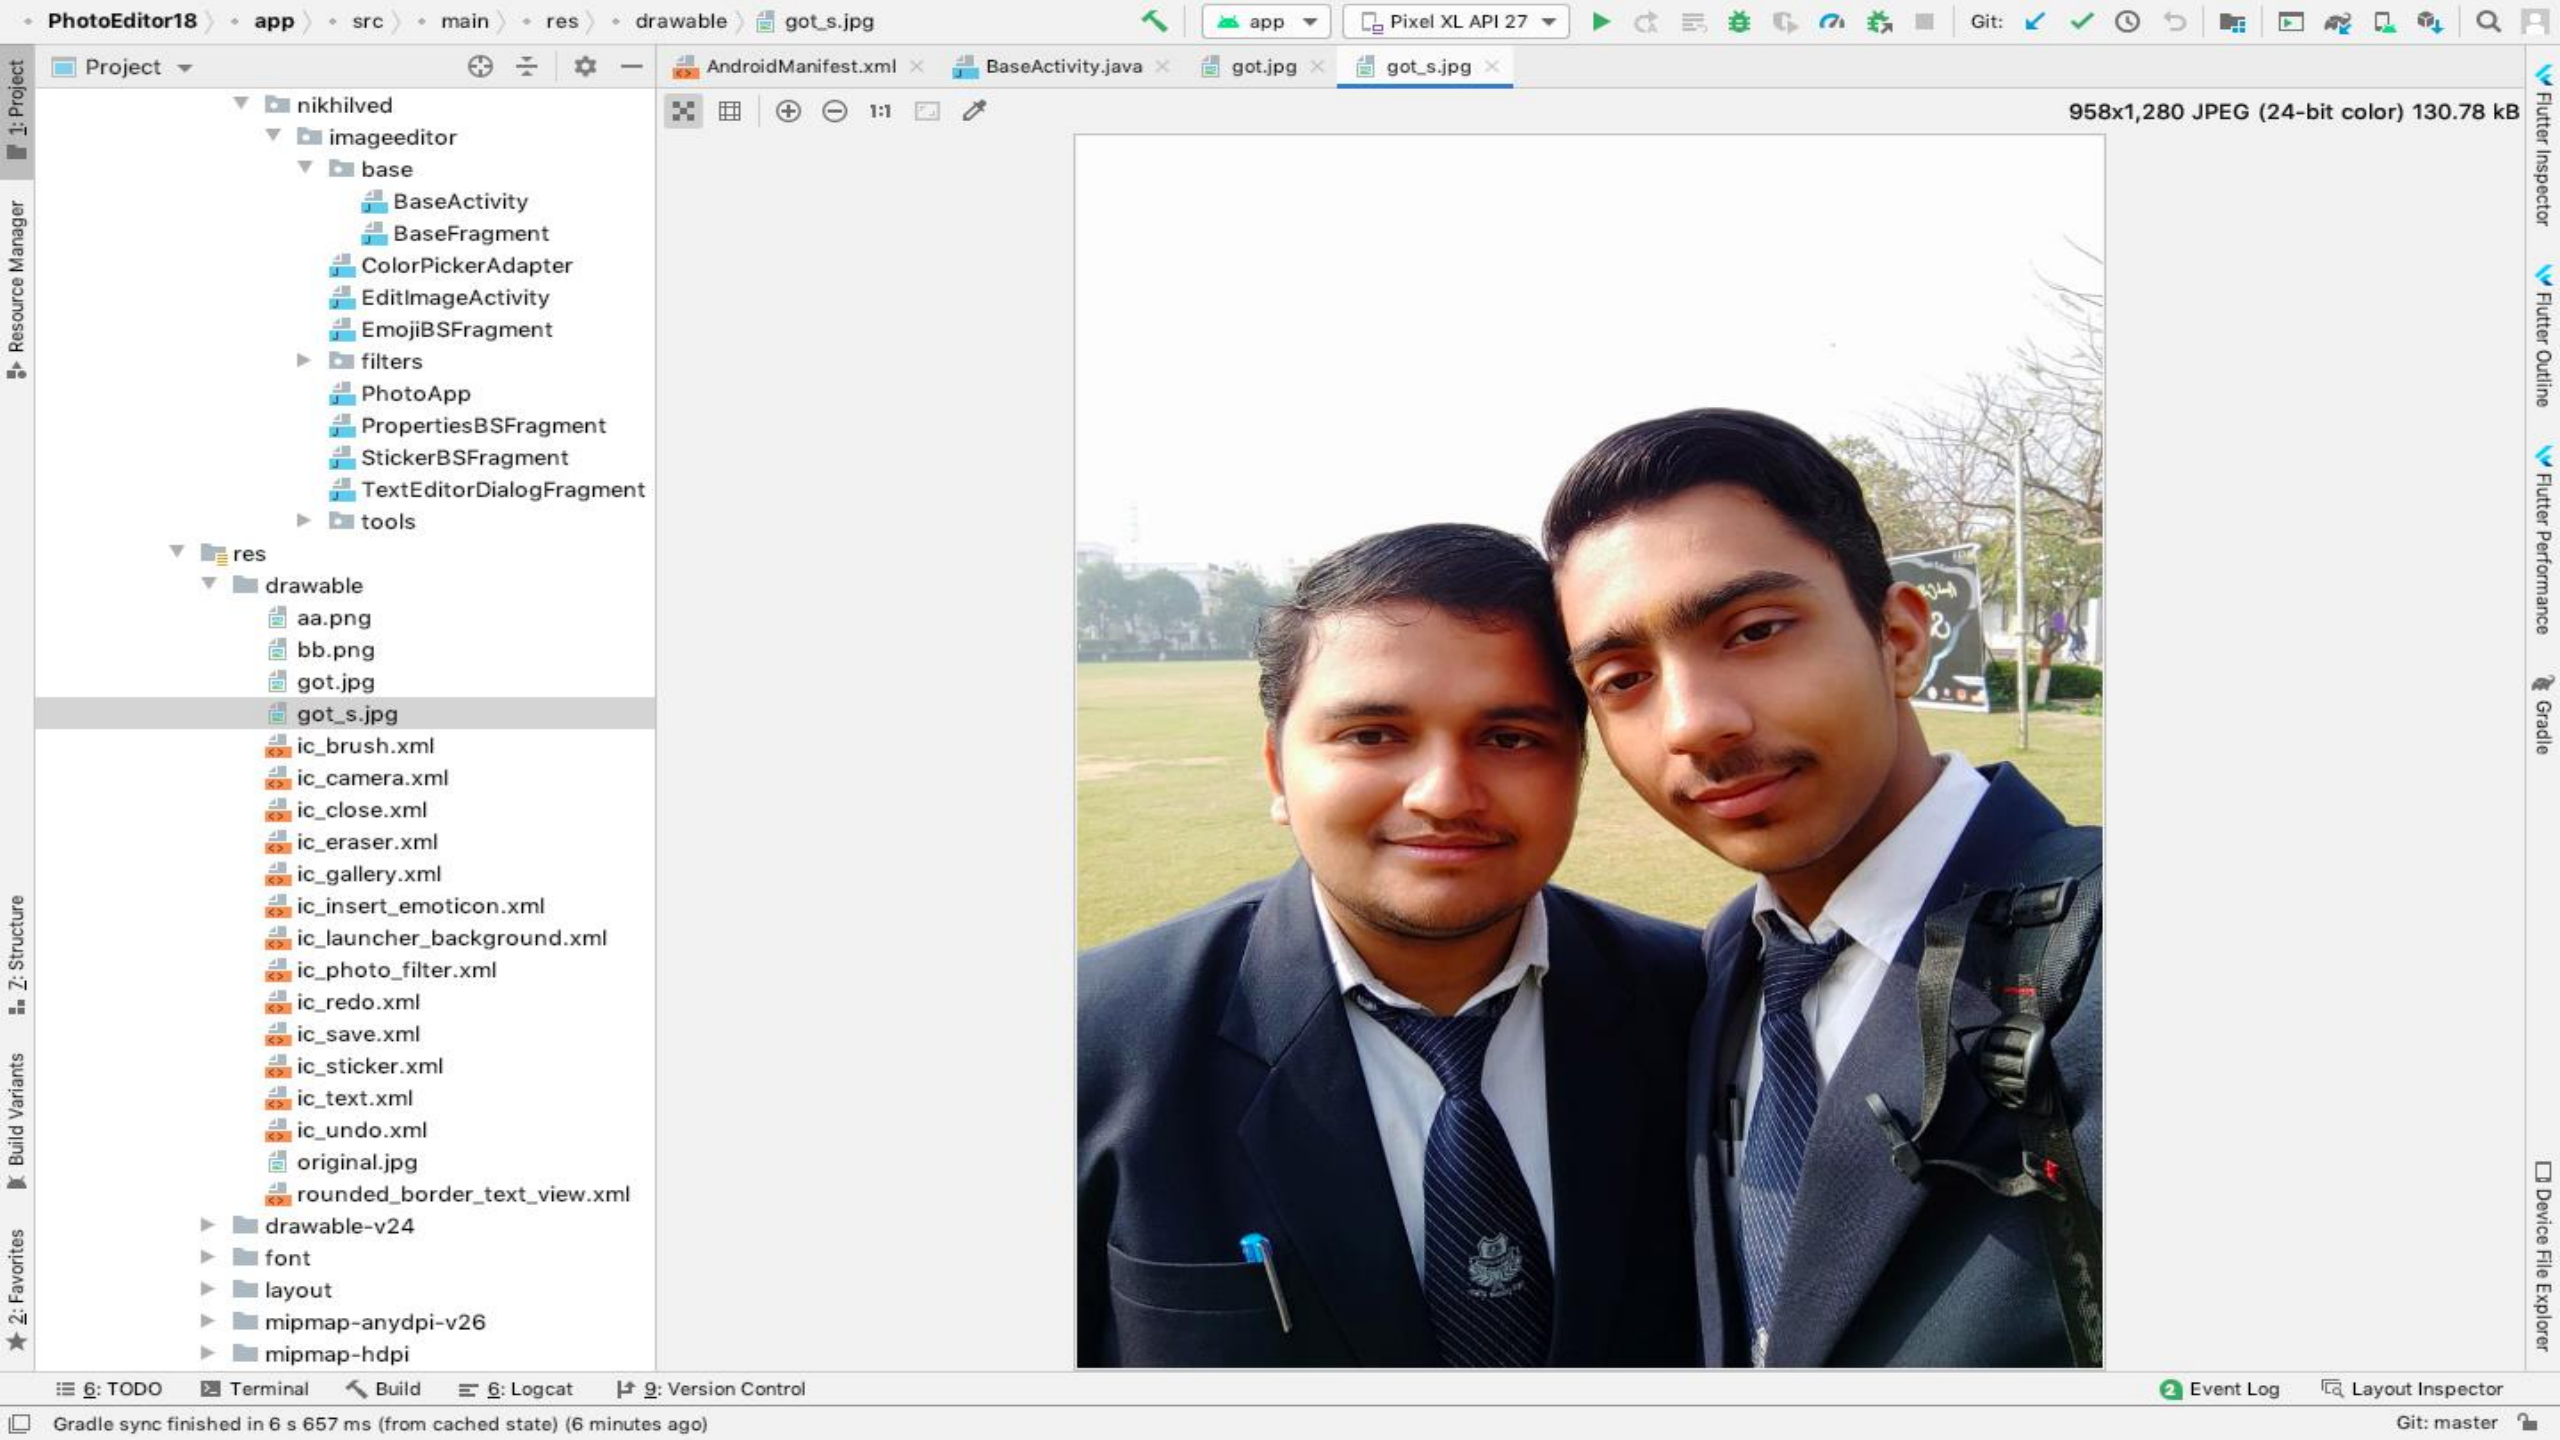 PhotoEditor18 app src main res drawable got_s.jpg app Pixel XL API 27 Git:
Project
AndroidManifest.xml BaseActivity.java got.jpg got_s.jpg
958x1,280 JPEG (24-bit color) 130.78 kB
1:1
nikhilved
imageeditor
base
BaseActivity
BaseFragment
ColorPickerAdapter
EditImageActivity
EmojiBSFragment
filters
PhotoApp
PropertiesBSFragment
StickerBSFragment
TextEditorDialogFragment
tools
res
drawable
aa.png
bb.png
got.jpg
got_s.jpg
ic_brush.xml
ic_camera.xml
ic_close.xml
ic_eraser.xml
ic_gallery.xml
ic_insert_emoticon.xml
ic_launcher_background.xml
ic_photo_filter.xml
ic_redo.xml
ic_save.xml
ic_sticker.xml
ic_text.xml
ic_undo.xml
original.jpg
rounded_border_text_view.xml
drawable-v24
font
layout
mipmap-anydpi-v26
mipmap-hdpi
1: Project
Resource Manager
7: Structure
Build Variants
2: Favorites
Flutter Inspector
Flutter Outline
Flutter Performance
Gradle
Device File Explorer
6: TODO Terminal Build 6: Logcat 9: Version Control 2 Event Log Layout Inspector
Gradle sync finished in 6 s 657 ms (from cached state) (6 minutes ago) Git: master